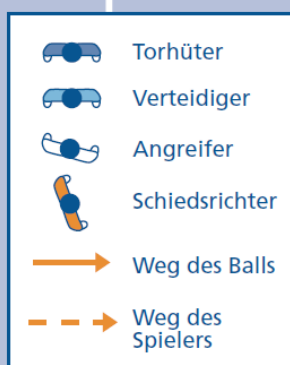 Torhüter
Verteidiger
Angreifer
Schiedsrichter
Weg des Balls
Weg des
Spielers